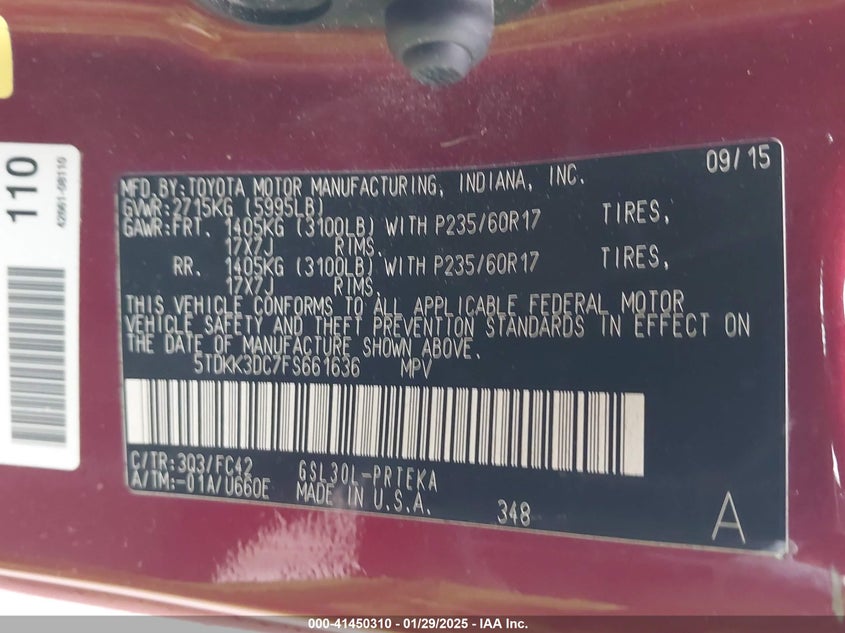 110
42661-08110
09/15
MFD. BY: TOYOTA MOTOR MANUFACTURING, INDIANA, INC.
GVWR: 2715KG (5995LB)
GAWR: FRT. 1405KG (3100LB) WITH P235/60R17 TIRES,
17X7J RIMS.
RR. 1405KG (3100LB) WITH P235/60R17 TIRES,
17X7J RIMS.
THIS VEHICLE CONFORMS TO ALL APPLICABLE FEDERAL MOTOR
VEHICLE SAFETY AND THEFT PREVENTION STANDARDS IN EFFECT ON
THE DATE OF MANUFACTURE SHOWN ABOVE.
5TDKK3DC7FS661636 MPV
C/TR: 3Q3/FC42 GSL30L-PRTEKA
A/TM: -01A/U660E MADE IN U.S.A. 348 A
000-41450310 - 01/29/2025 - IAA Inc.